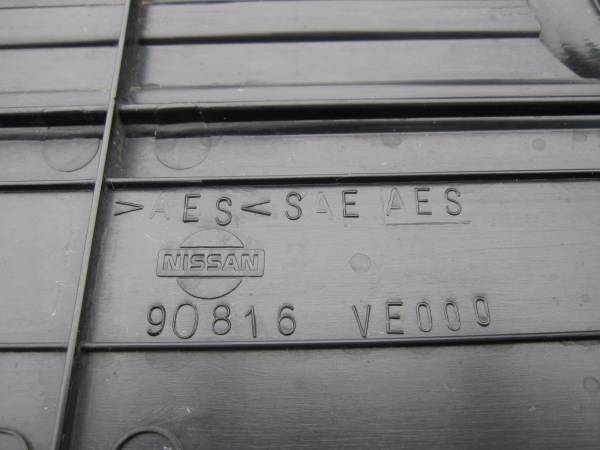 >AES< SAE AES
NISSAN
90816 VE000